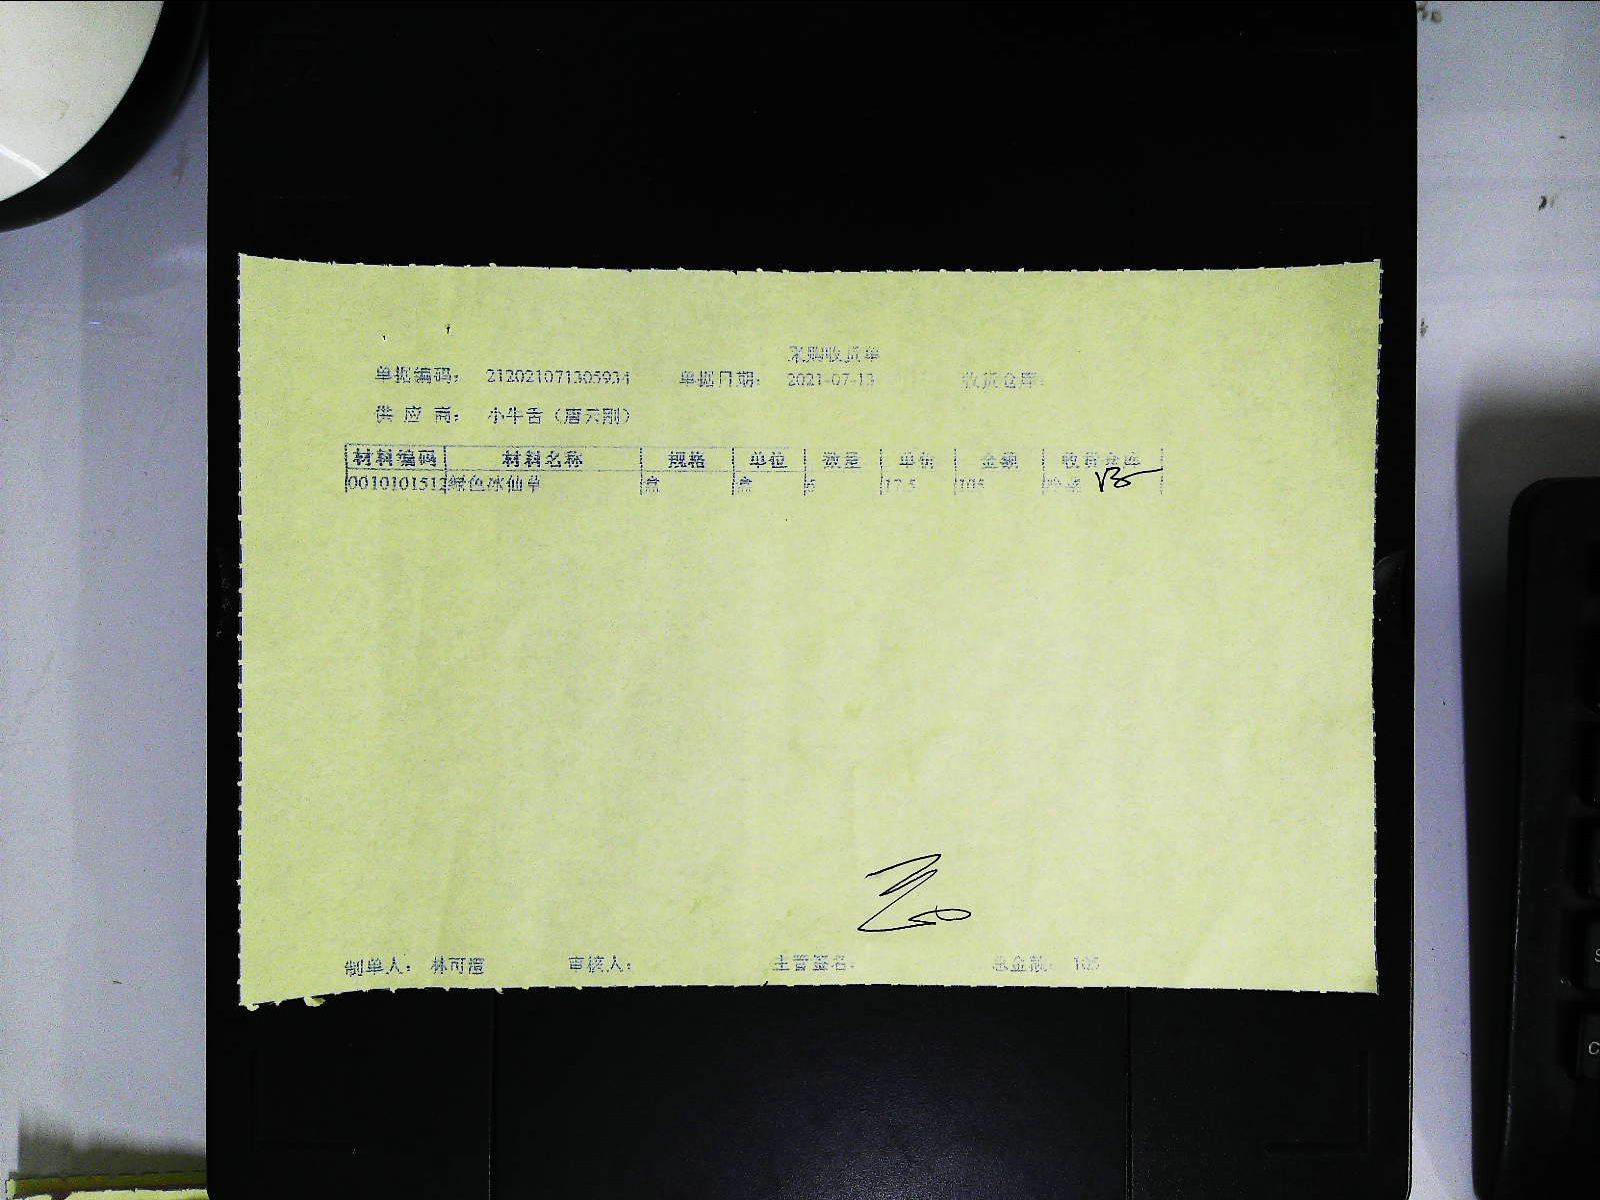 采购收货单
单据编码： 212021071305934 单据日期： 2021-07-13 收货仓库：
供 应 商： 小牛舌（唐云刚）
材料编码 材料名称 规格 单位 数量 单价 金额 收货仓库
0010101512 绿色冰仙草 盒 盒 6 17.5 105
制单人： 林可澄 审核人： 主管签名： 总金额： 105